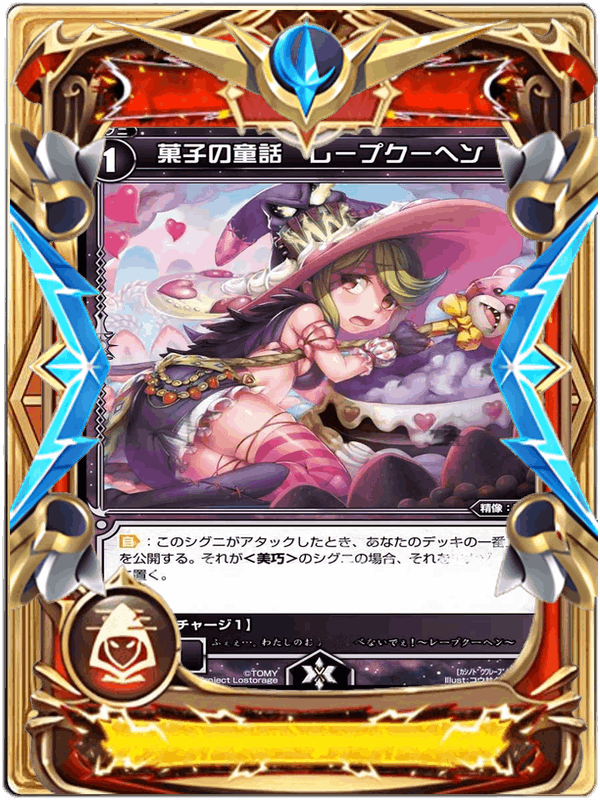 1 菓子の童話 レープクーヘン
精像:
自:このシグニがアタックしたとき、あなたのデッキの一番
を公開する。それが<美巧>のシグニの場合、それを
置く。
チャージ1】
ふぇぇ…、わたしのお べないでぇ!~レープクーヘン~
©TOMY
Project Lostorage
Illust:コウサ